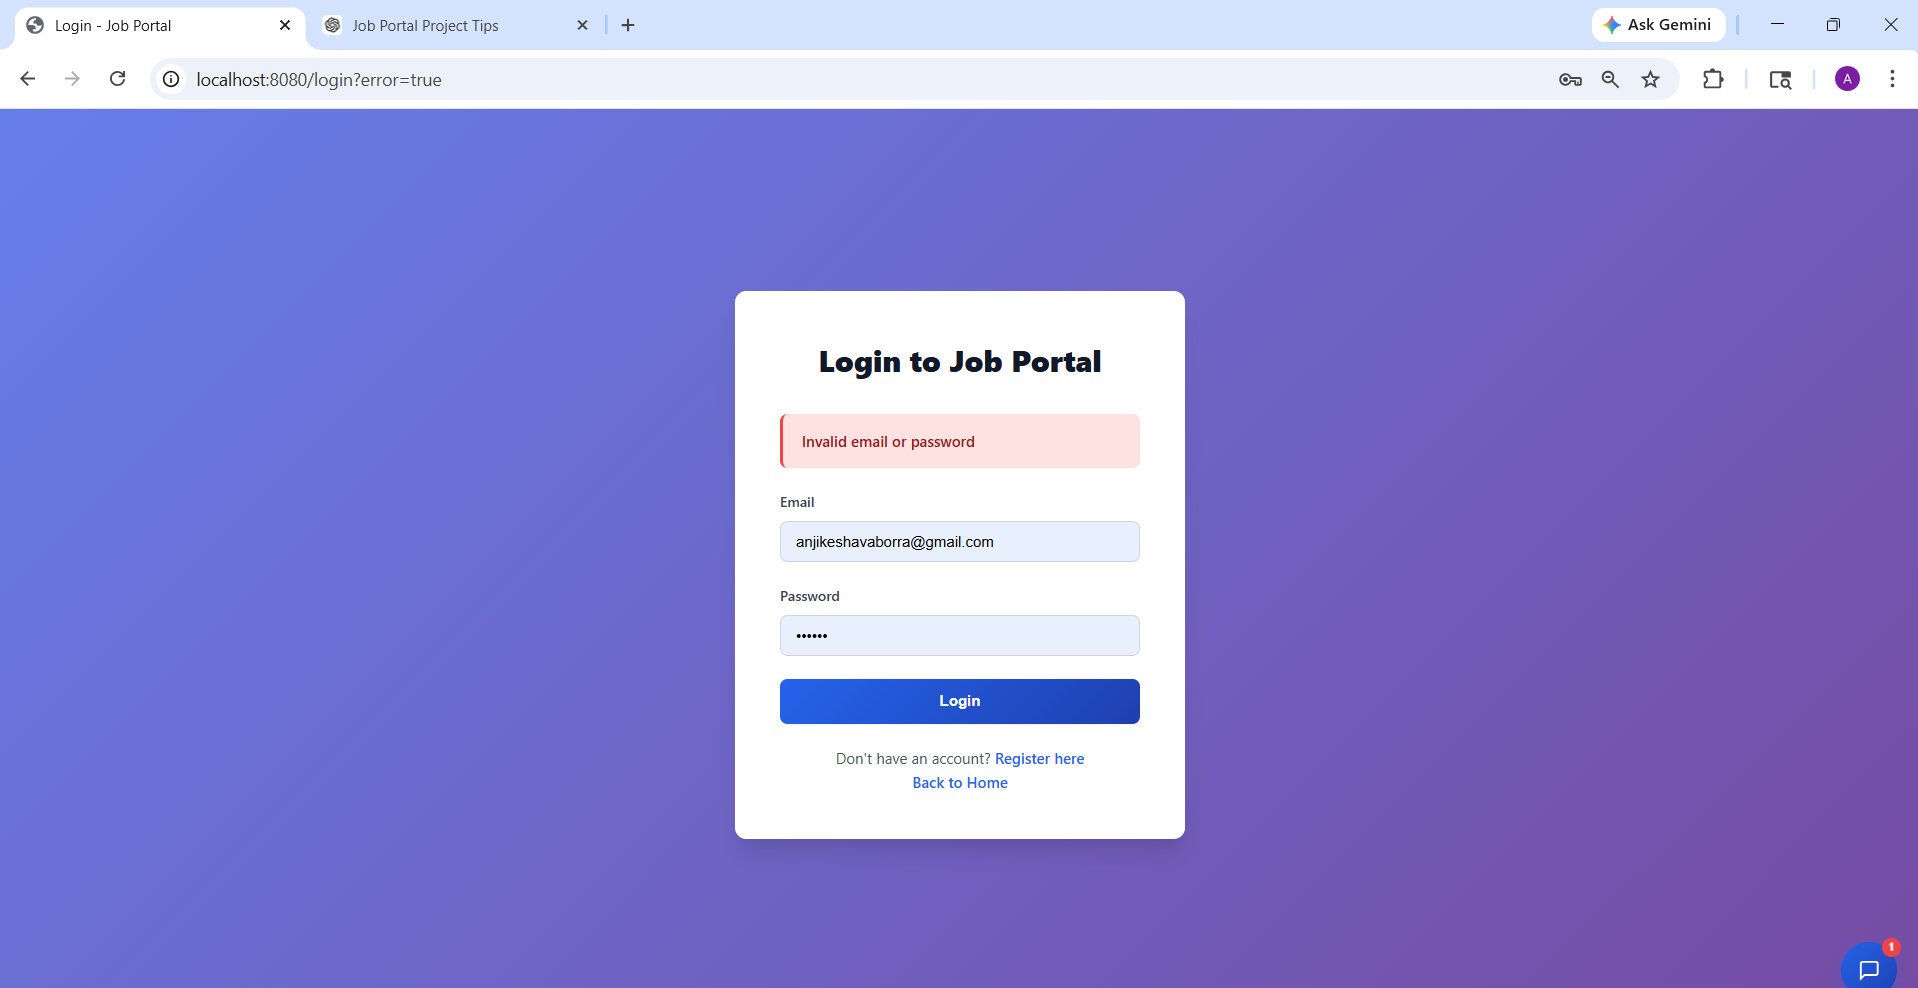 Login - Job Portal
Job Portal Project Tips
Ask Gemini
localhost:8080/login?error=true
A
Login to Job Portal
Invalid email or password
Email
anjikeshavaborra@gmail.com
Password
••••••
Login
Don't have an account? Register here
Back to Home
1